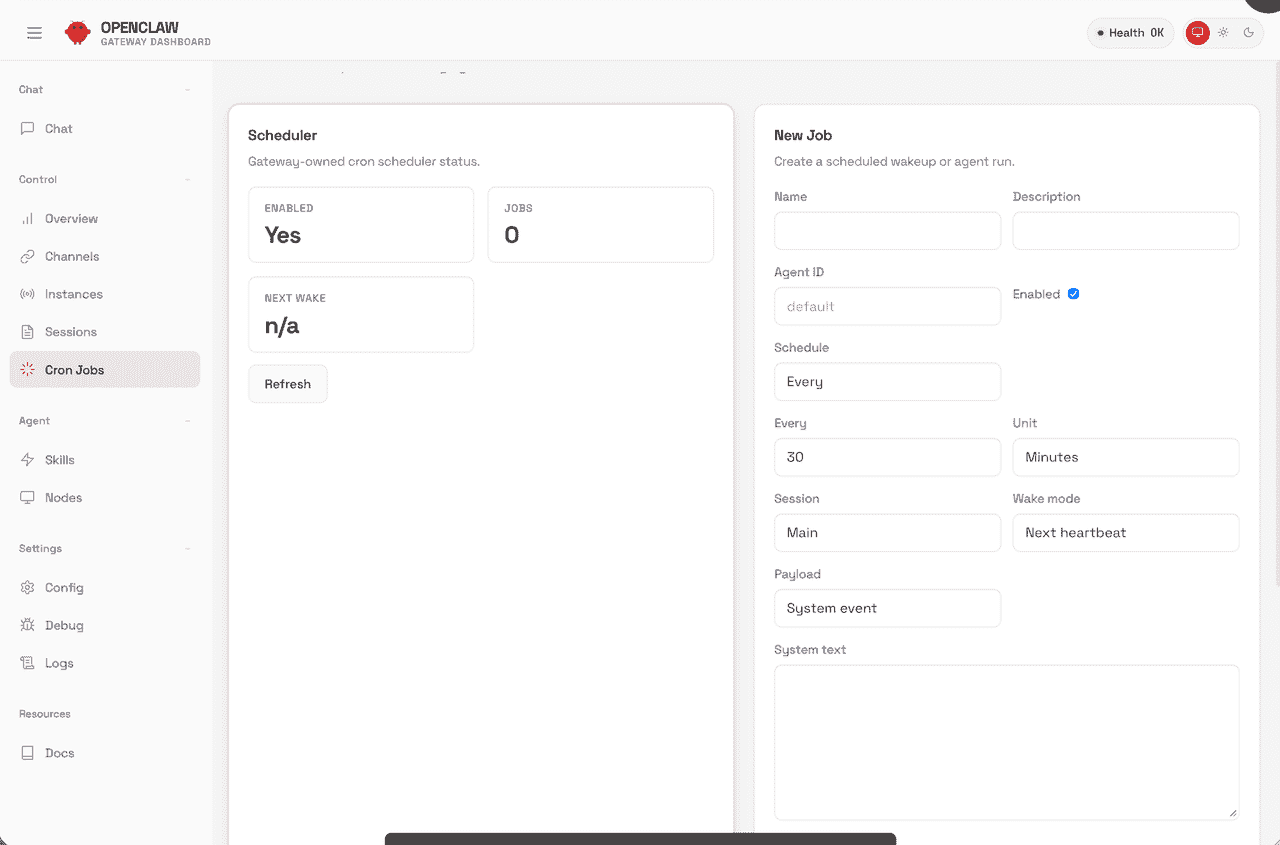 OPENCLAW
GATEWAY DASHBOARD
Health OK
Chat
Chat
Control
Overview
Channels
Instances
Sessions
Cron Jobs
Agent
Skills
Nodes
Settings
Config
Debug
Logs
Resources
Docs
Scheduler
Gateway-owned cron scheduler status.
ENABLED
Yes
JOBS
0
NEXT WAKE
n/a
Refresh
New Job
Create a scheduled wakeup or agent run.
Name
Description
Agent ID
default
Enabled
Schedule
Every
Every
Unit
30
Minutes
Session
Wake mode
Main
Next heartbeat
Payload
System event
System text